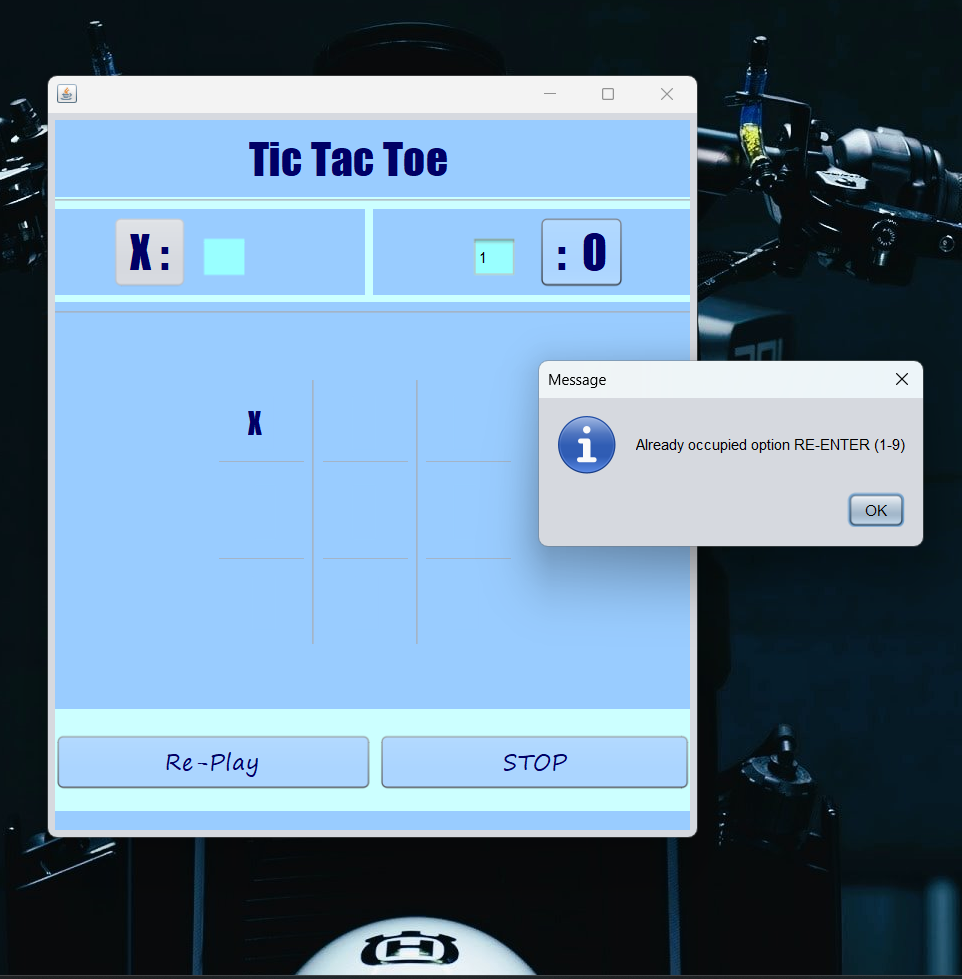 Tic Tac Toe
X :
1
: O
X
Message
Already occupied option RE-ENTER (1-9)
OK
Re-Play
STOP
H